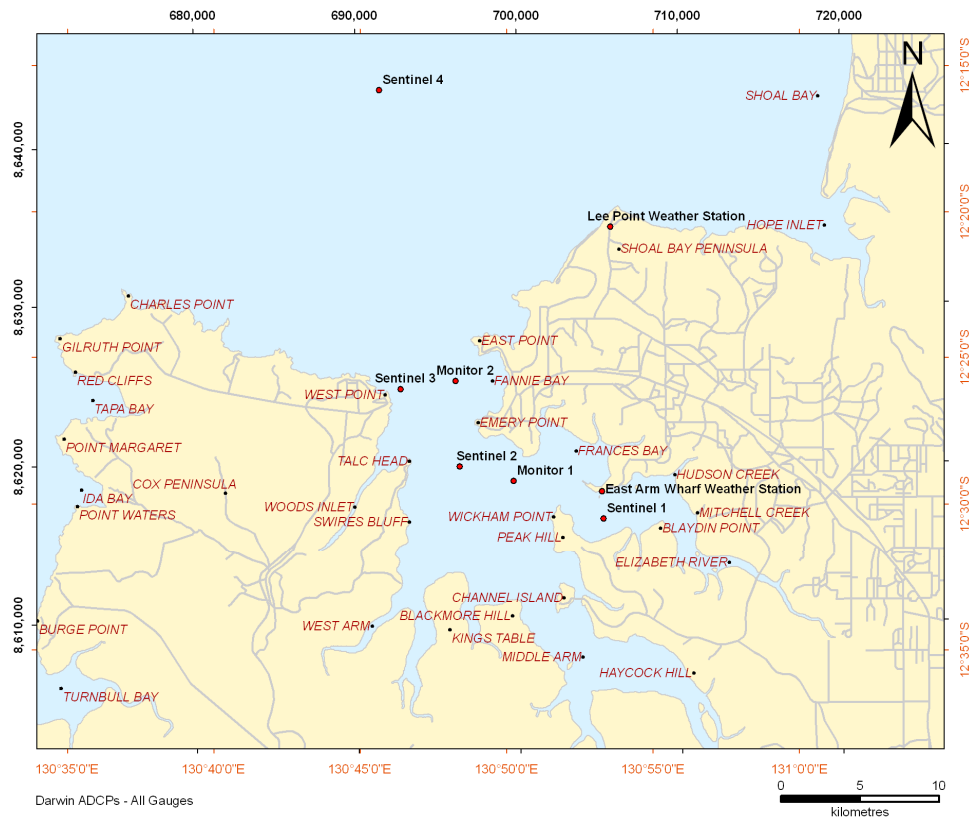 680,000 690,000 700,000 710,000 720,000
N
12°15'0"S
Sentinel 4
SHOAL BAY
8,640,000
12°20'0"S
Lee Point Weather Station
HOPE INLET
SHOAL BAY PENINSULA
8,630,000
CHARLES POINT
GILRUTH POINT
EAST POINT
12°25'0"S
RED CLIFFS
Sentinel 3
Monitor 2
FANNIE BAY
WEST POINT
TAPA BAY
EMERY POINT
POINT MARGARET
FRANCES BAY
8,620,000
TALC HEAD
Sentinel 2
Monitor 1
HUDSON CREEK
COX PENINSULA
East Arm Wharf Weather Station
IDA BAY
12°30'0"S
POINT WATERS
WOODS INLET
Sentinel 1
MITCHELL CREEK
SWIRES BLUFF
WICKHAM POINT
BLAYDIN POINT
PEAK HILL
ELIZABETH RIVER
CHANNEL ISLAND
8,610,000
BLACKMORE HILL
BURGE POINT
WEST ARM
KINGS TABLE
12°35'0"S
MIDDLE ARM
HAYCOCK HILL
TURNBULL BAY
130°35'0"E 130°40'0"E 130°45'0"E 130°50'0"E 130°55'0"E 131°0'0"E
Darwin ADCPs - All Gauges
0 5 10
kilometres